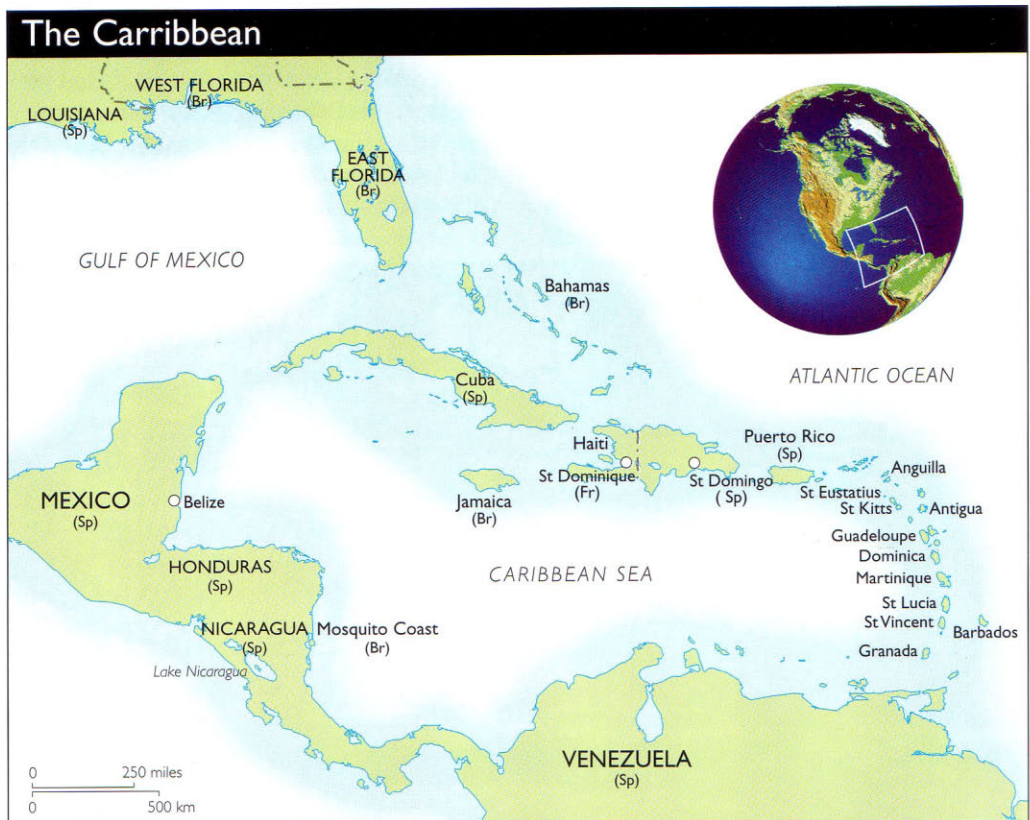 The Carribbean
WEST FLORIDA
(Br)
LOUISIANA
(Sp)
EAST
FLORIDA
(Br)
GULF OF MEXICO
Bahamas
(Br)
ATLANTIC OCEAN
Cuba
(Sp)
Haiti
St Dominique
(Fr)
St Domingo
( Sp)
Puerto Rico
(Sp)
Anguilla
St Eustatius
St Kitts
Antigua
Jamaica
(Br)
MEXICO
(Sp)
Belize
Guadeloupe
Dominica
HONDURAS
(Sp)
CARIBBEAN SEA
Martinique
St Lucia
St Vincent
Barbados
NICARAGUA
(Sp)
Mosquito Coast
(Br)
Granada
Lake Nicaragua
VENEZUELA
(Sp)
0 250 miles
0 500 km